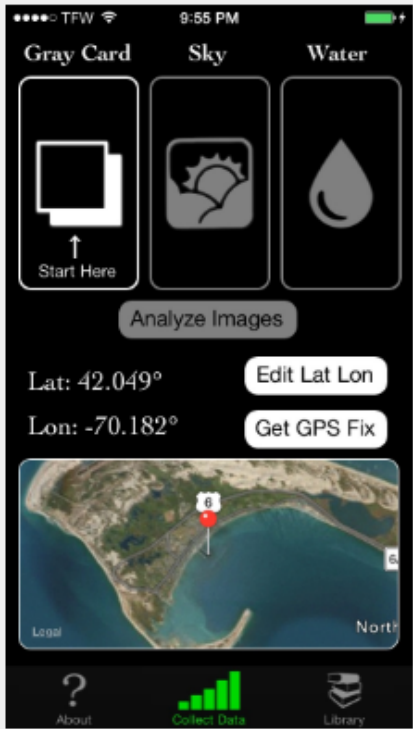 TFW 9:55 PM
Gray Card Sky Water
Start Here
Analyze Images
Lat: 42.049° Edit Lat Lon
Lon: -70.182° Get GPS Fix
6
6
North
Legal
About Collect Data Library